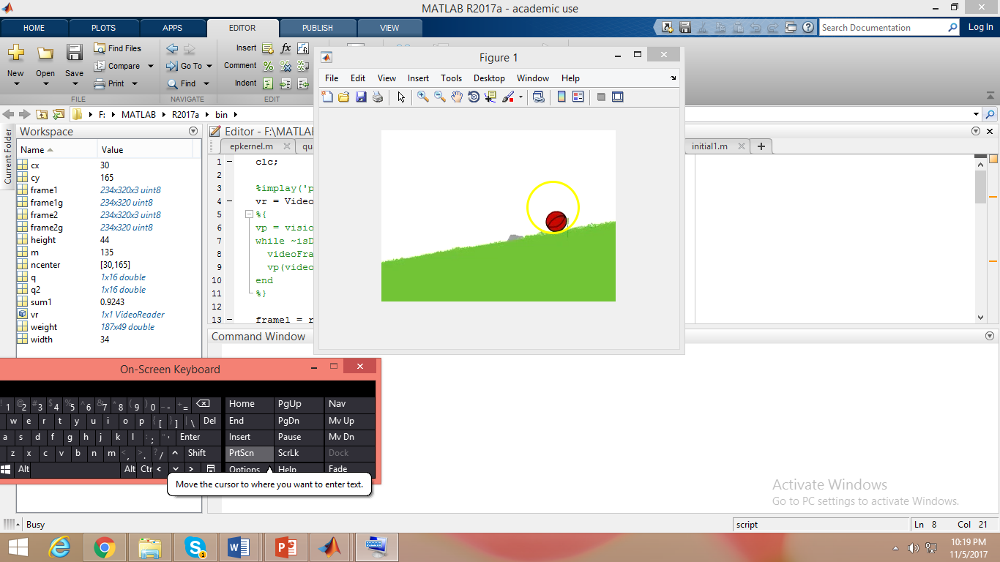 MATLAB R2017a - academic use
HOME PLOTS APPS EDITOR PUBLISH VIEW
Search Documentation
Log In
New Open Save
Find Files
Compare
Print
Go To
Find
Insert
Comment
Indent
FILE NAVIGATE EDIT
F: MATLAB R2017a bin
Current Folder
Workspace
Name Value
cx 30
cy 165
frame1 234x320x3 uint8
frame1g 234x320 uint8
frame2 234x320x3 uint8
frame2g 234x320 uint8
height 44
m 135
ncenter [30,165]
q 1x16 double
q2 1x16 double
sum1 0.9243
vr 1x1 VideoReader
weight 187x49 double
width 34
Editor - F:\MATLAB
epkernel.m
initial1.m
1 clc;
2
3 %implay('p
4 vr = Video
5 %{
6 vp = visio
7 while ~isD
8 videoFra
9 vp(video
10 end
11 %}
12
13 frame1 = r
Figure 1
File Edit View Insert Tools Desktop Window Help
Command Window
On-Screen Keyboard
! 1 @ 2 # 3 $ 4 % 5 ^ 6 & 7 * 8 ( 9 ) 0 _ - + = Home PgUp Nav
w e r t y u i o p { [ } ] | \ Del End PgDn Mv Up
a s d f g h j k l : ; " ' Enter Insert Pause Mv Dn
z x c v b n m < , > . ? / ^ Shift PrtScn ScrLk Dock
Alt Alt Ctr < > Options Help Fade
Move the cursor to where you want to enter text.
Activate Windows
Go to PC settings to activate Windows.
Busy
script
Ln 8 Col 21
10:19 PM
11/5/2017